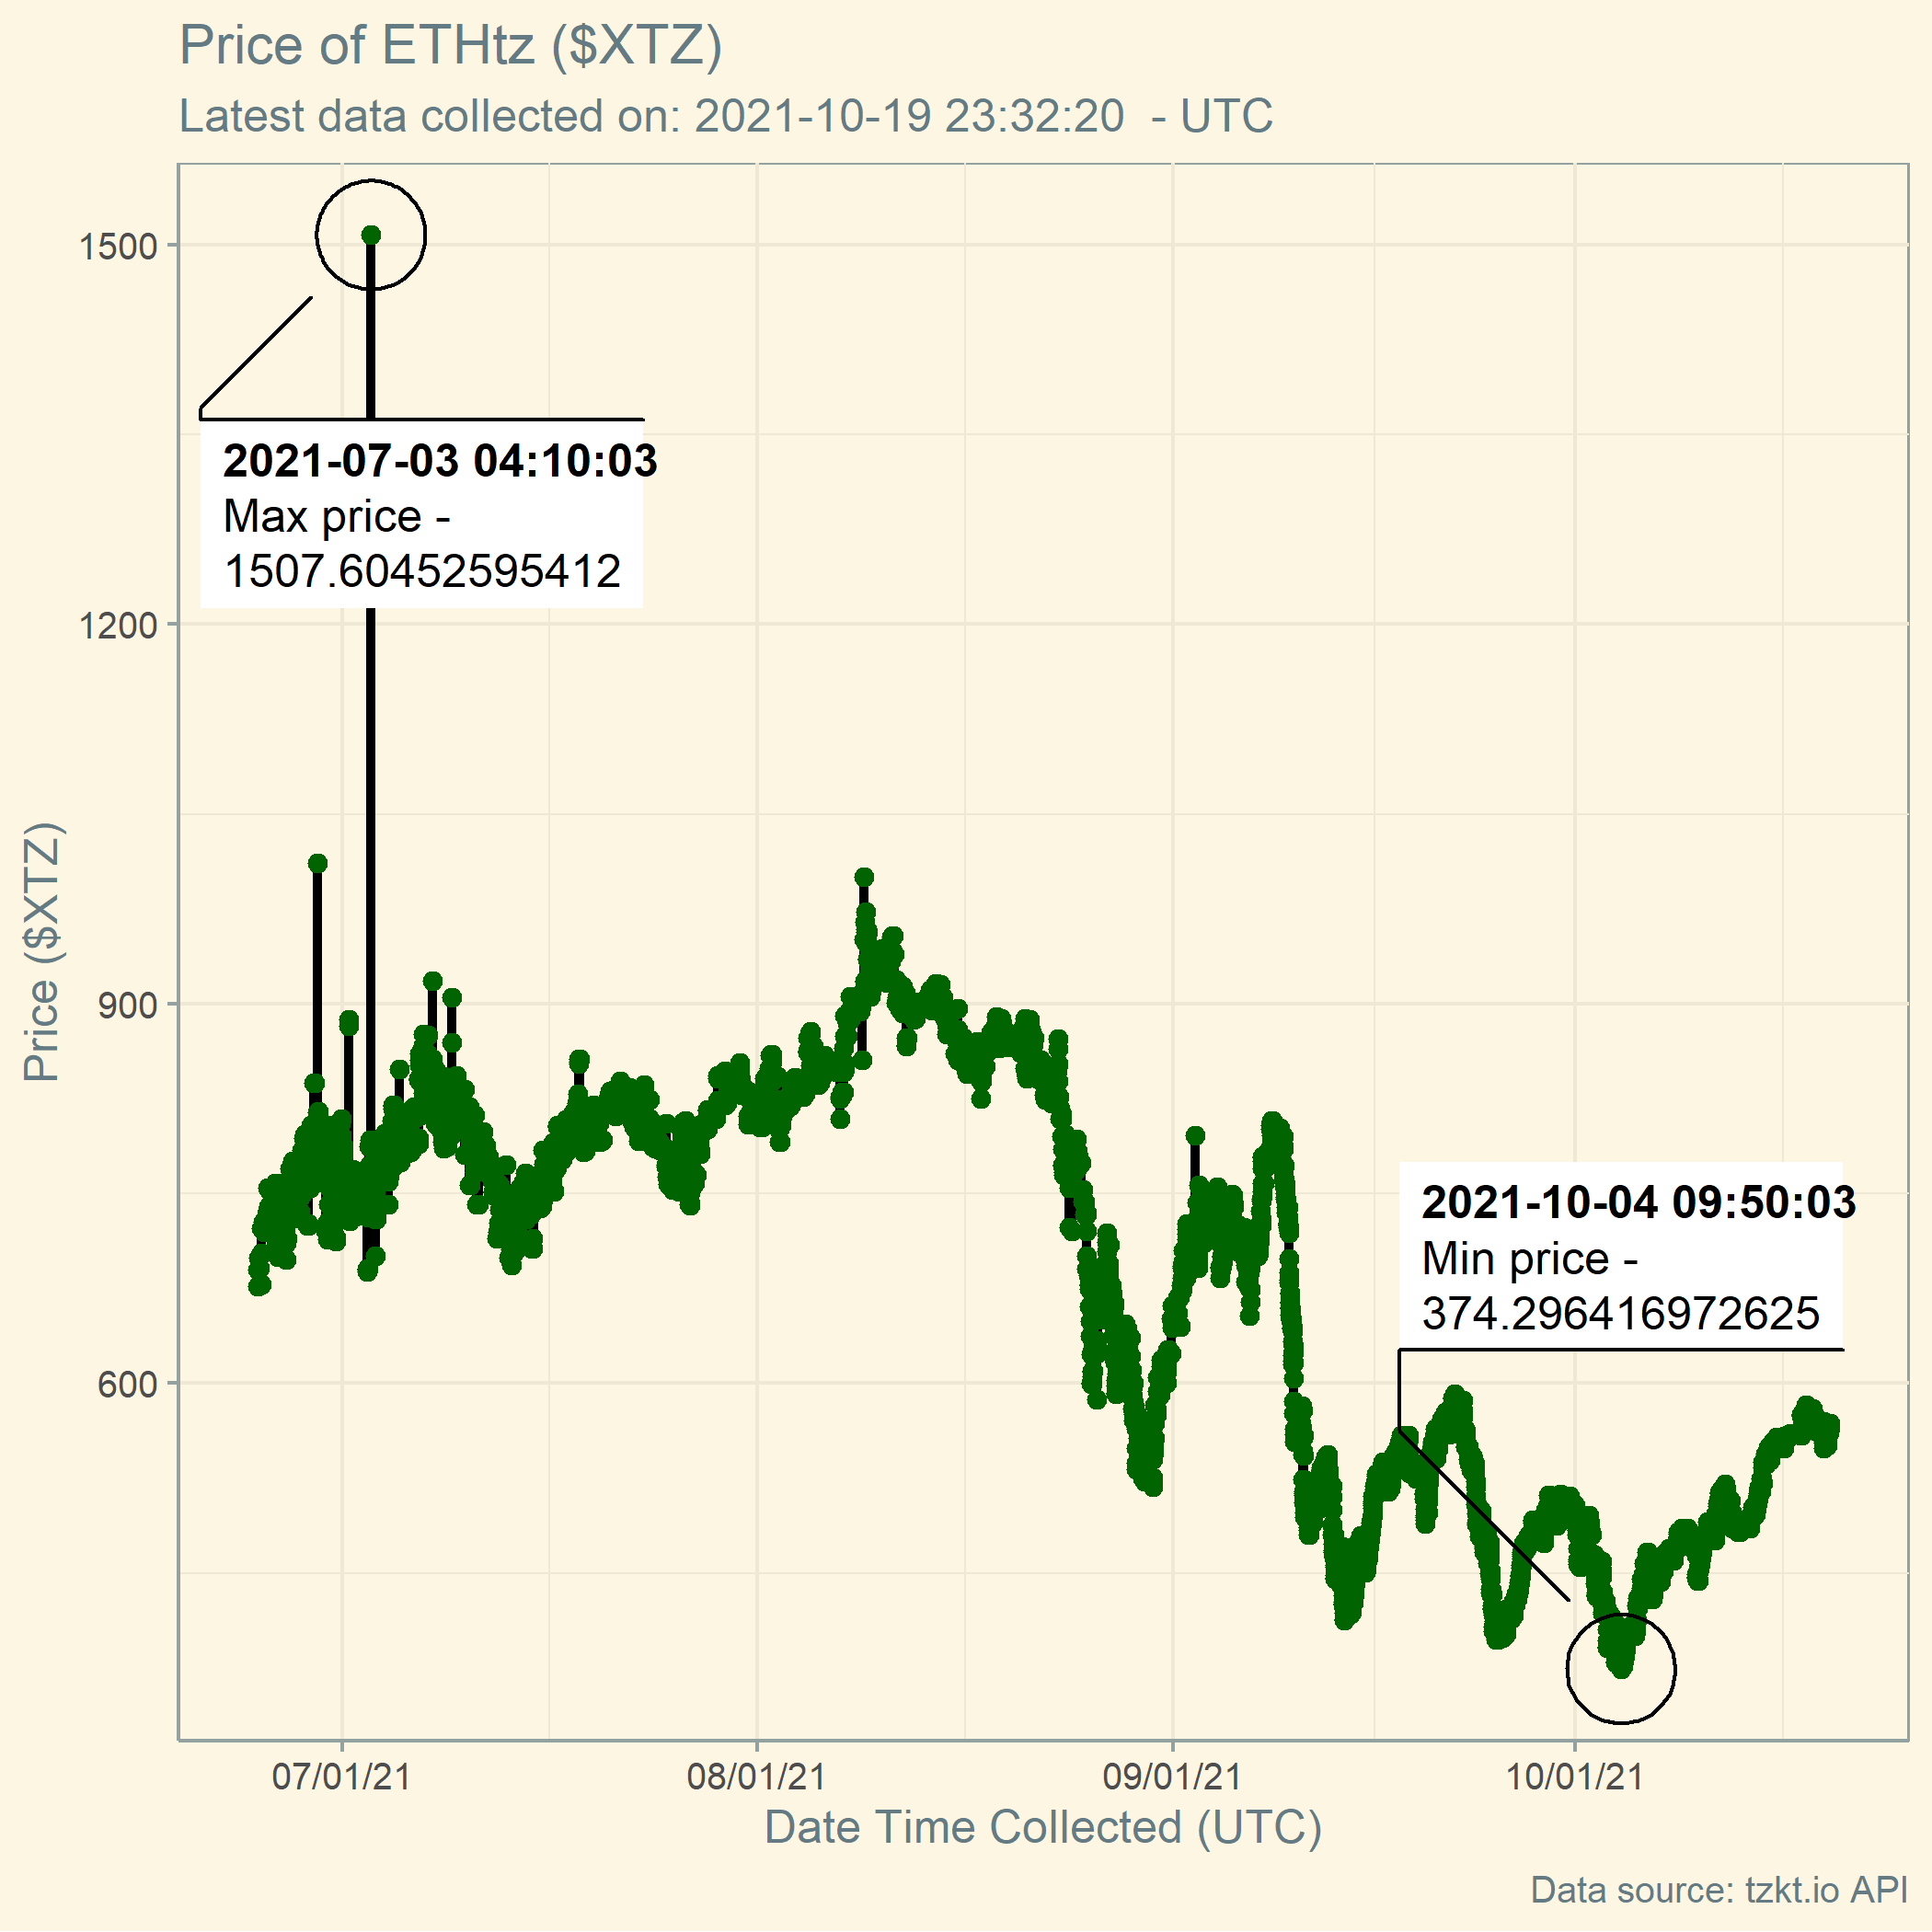 Price of ETHtz ($XTZ)
Latest data collected on: 2021-10-19 23:32:20  - UTC
1500
1200
900
600
Price ($XTZ)
2021-07-03 04:10:03
Max price -
1507.60452595412
2021-10-04 09:50:03
Min price -
374.296416972625
07/01/21
08/01/21
09/01/21
10/01/21
Date Time Collected (UTC)
Data source: tzkt.io API